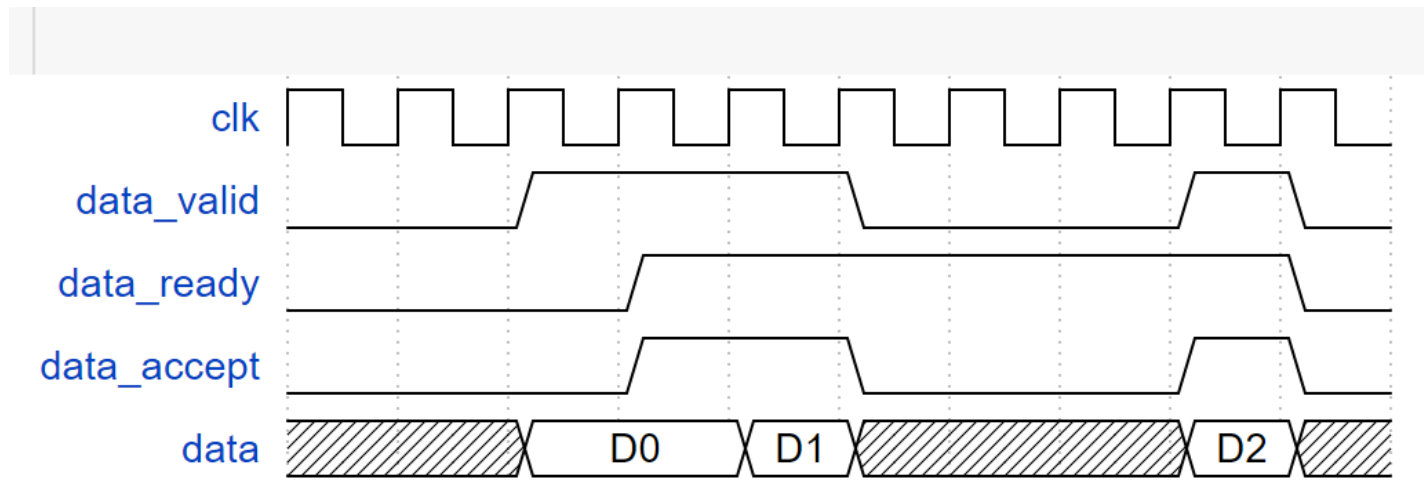 clk
data_valid
data_ready
data_accept
data D0 D1 D2